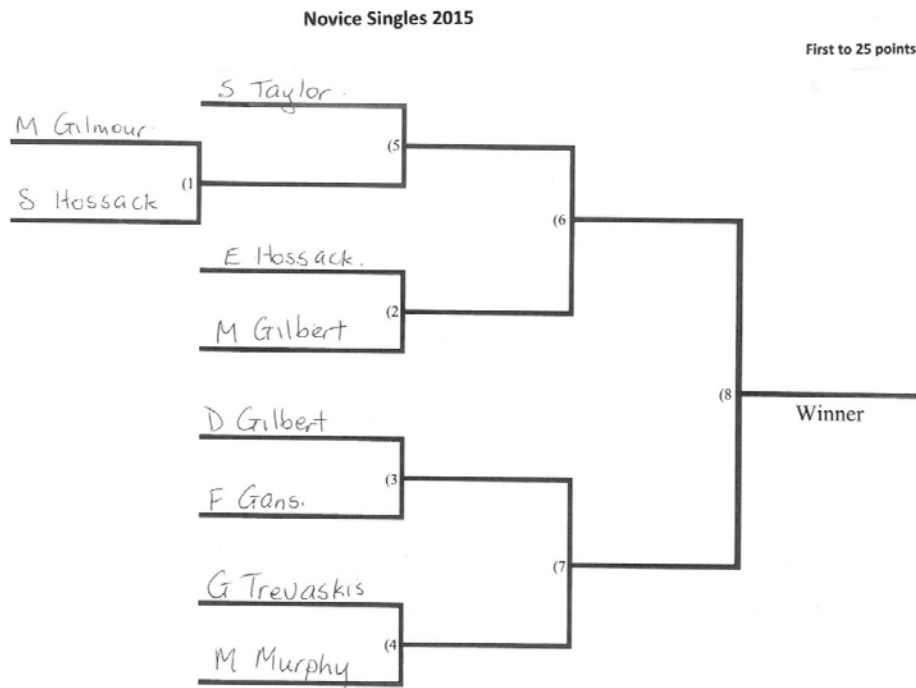 Novice Singles 2015
First to 25 points
S Taylor.
M Gilmour.
(5
(1
S Hossack
(6
E Hossack.
(2
M Gilbert
(8
Winner
D Gilbert
(3
F Gans.
(7
G Trevaskis
(4
M Murphy